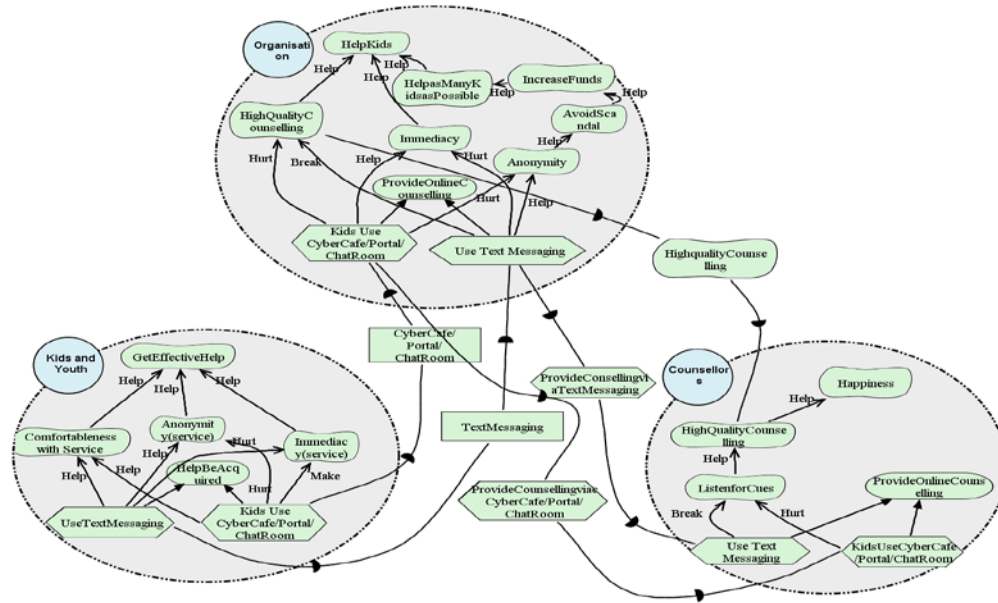 Organisati
on
HelpKids
Help
Help
Help
HelpasManyK
idsasPossible
Help
IncreaseFunds
Help
AvoidSca
ndal
HighQualityC
ounselling
Immediacy
Help
Anonymity
Hurt
Break
Help
Hurt
ProvideOnlineC
ounselling
Hurt
Help
Kids Use
CyberCafe/Portal/
ChatRoom
Use Text Messaging
HighqualityCounse
lling
CyberCafe/
Portal/
ChatRoom
Kids and
Youth
GetEffectiveHelp
Help
Help
Help
Comfortableness
with Service
Anonymit
y(service)
Hurt
Immediac
y(service)
Help
Help
Help
HelpBeAcq
uired
Hurt
Make
UseTextMessaging
Kids Use
CyberCafe/Portal/
ChatRoom
ProvideConsellingvi
aTextMessaging
TextMessaging
ProvideCounsellingviac
CyberCafe/Portal/
ChatRoom
Counsellor
s
Happiness
Help
HighQualityCounse
lling
Help
ListenforCues
ProvideOnlineCouns
elling
Break
Hurt
Use Text
Messaging
KidsUseCyberCafe
/Portal/ChatRoom